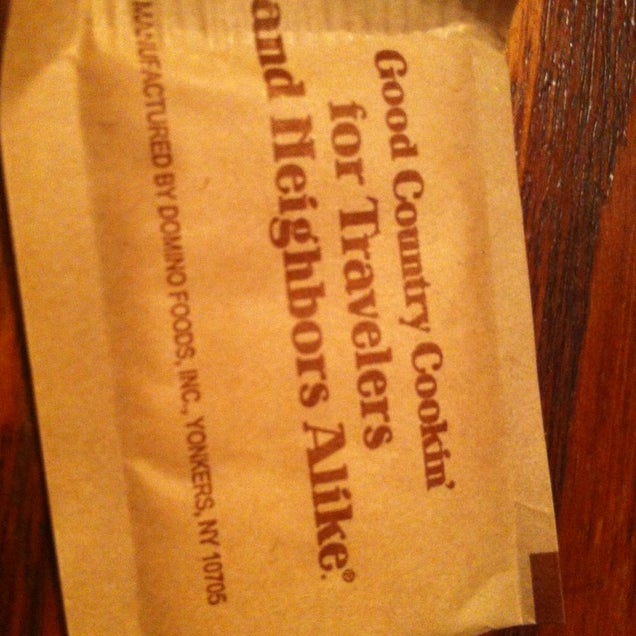 Good Country Cookin'
for Travelers
and Neighbors Alike.®
MANUFACTURED BY DOMINO FOODS, INC., YONKERS, NY 10705